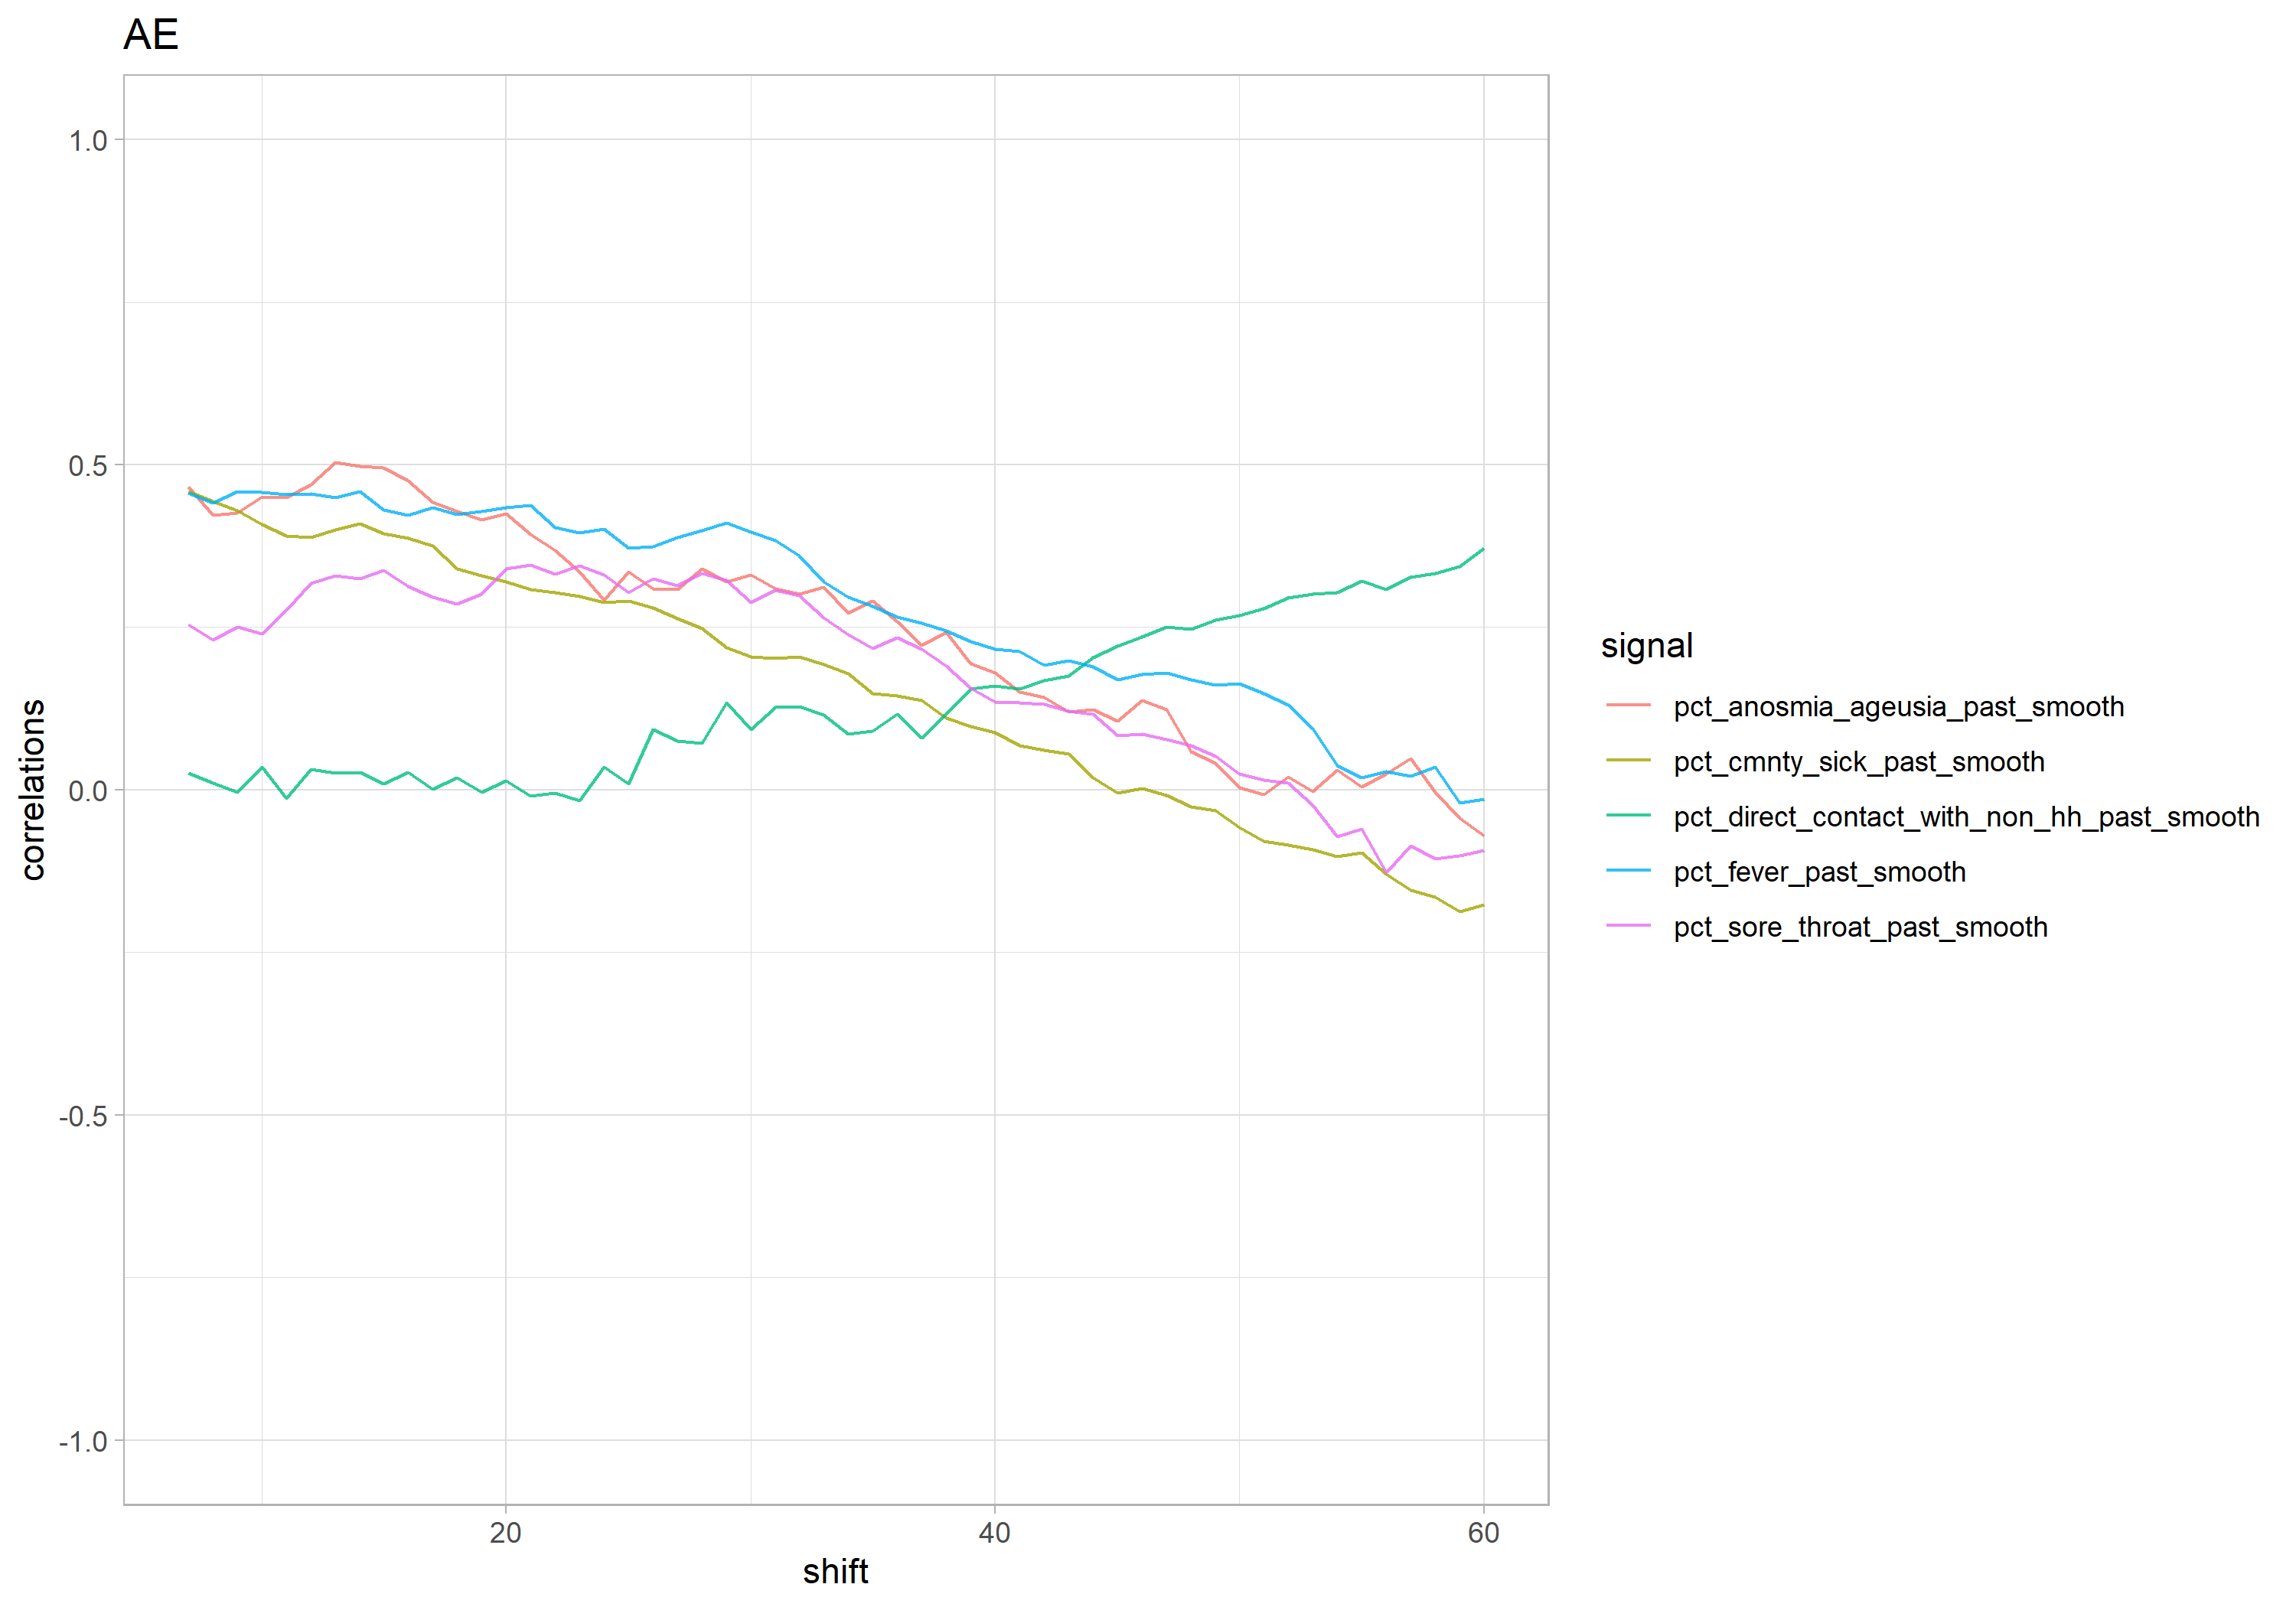 AE
1.0
0.5
0.0
-0.5
-1.0
correlations
20
40
60
shift
signal
pct_anosmia_ageusia_past_smooth
pct_cmnty_sick_past_smooth
pct_direct_contact_with_non_hh_past_smooth
pct_fever_past_smooth
pct_sore_throat_past_smooth